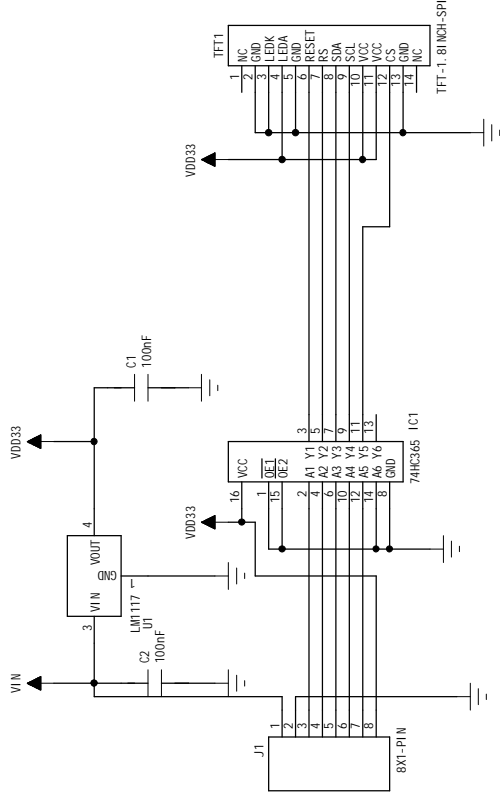 TFT1
1 NC
2 GND
3 LEDK
4 LEDA
5 GND
6 RESET
7 RS
8 SDA
9 SCL
10 VCC
11 VCC
12 CS
13 GND
14 NC
TFT-1.8INCH-SPI
VDD33
VDD33
C1
100nF
4
VOUT
GND
1
VIN
3
LM1117
U1
VIN
C2
100nF
VDD33
16 VCC
1 OE1
15 OE2
2 A1 Y1 3
4 A2 Y2 5
6 A3 Y3 7
10 A4 Y4 9
12 A5 Y5 11
14 A6 Y6 13
8 GND
74HC365 IC1
J1
1
2
3
4
5
6
7
8
8X1-PIN